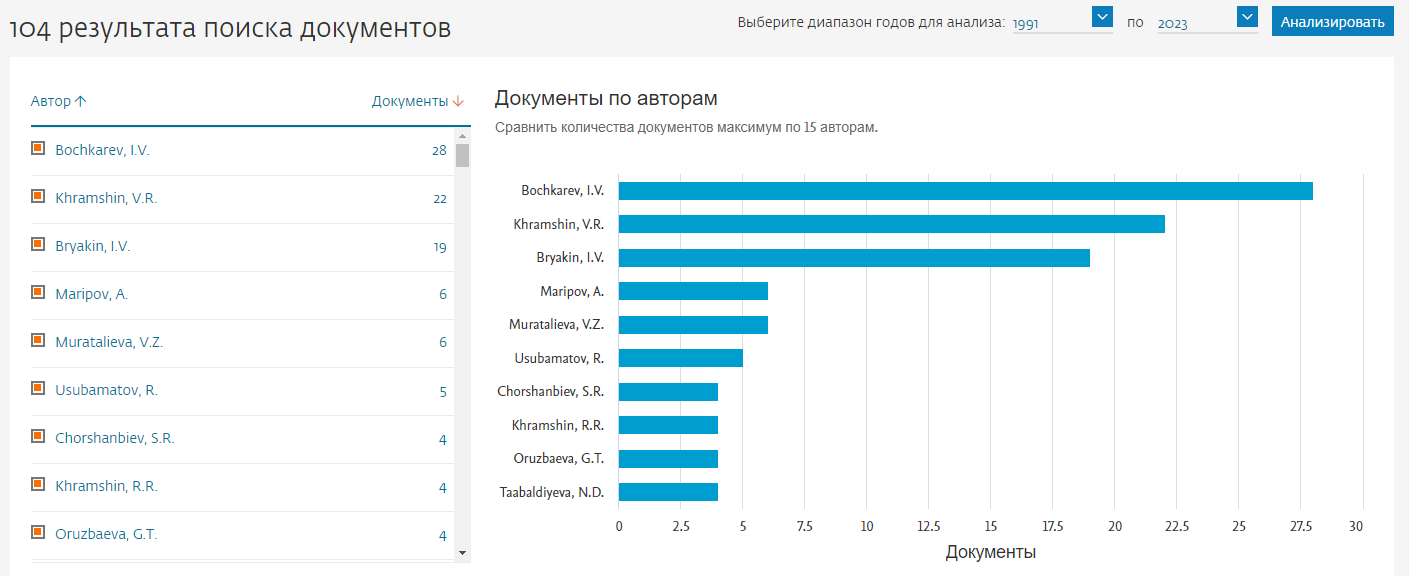 104 результата поиска документов
Выберите диапазон годов для анализа: 1991 по 2023 Анализировать
Автор Документы
Bochkarev, I.V. 28
Khramshin, V.R. 22
Bryakin, I.V. 19
Maripov, A. 6
Muratalieva, V.Z. 6
Usubamatov, R. 5
Chorshanbiev, S.R. 4
Khramshin, R.R. 4
Oruzbaeva, G.T. 4
Документы по авторам
Сравнить количества документов максимум по 15 авторам.
Bochkarev, I.V.
Khramshin, V.R.
Bryakin, I.V.
Maripov, A.
Muratalieva, V.Z.
Usubamatov, R.
Chorshanbiev, S.R.
Khramshin, R.R.
Oruzbaeva, G.T.
Taabaldiyeva, N.D.
0 2.5 5 7.5 10 12.5 15 17.5 20 22.5 25 27.5 30
Документы